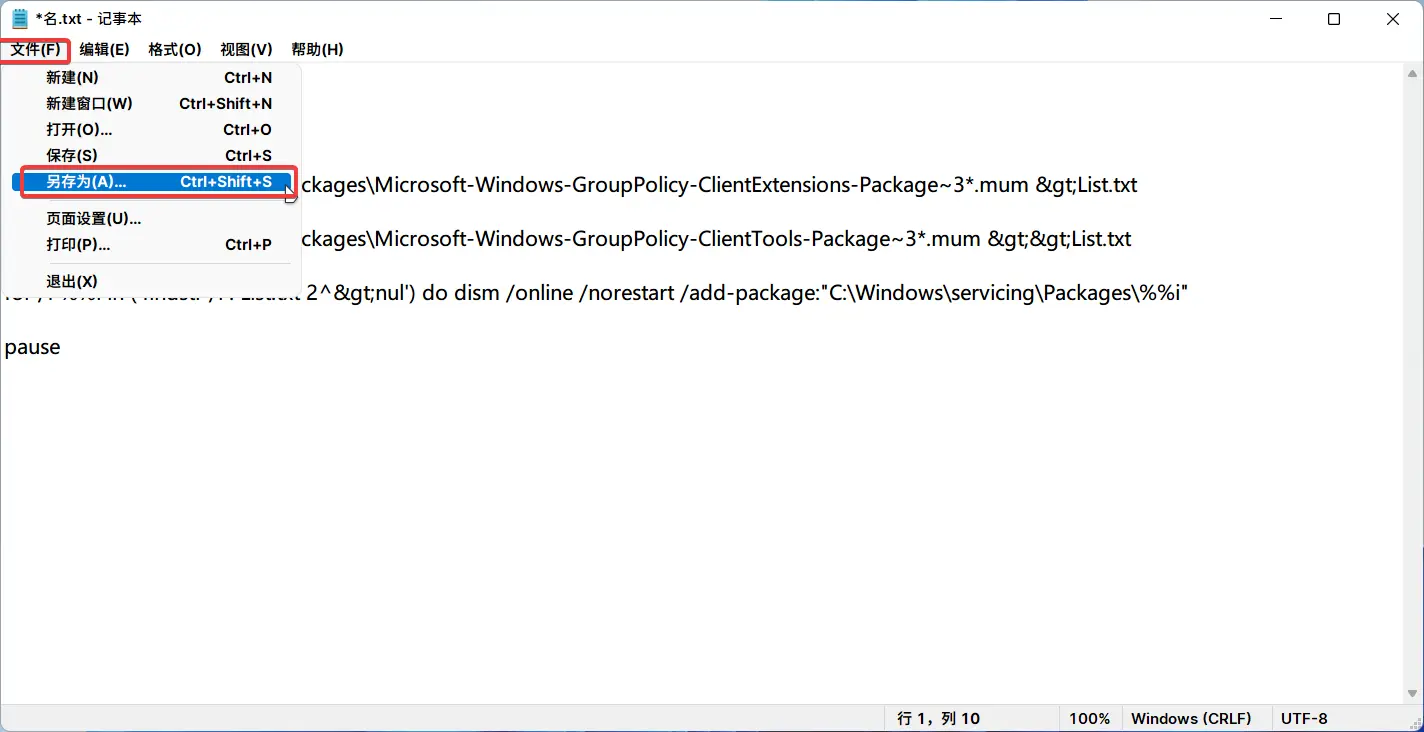 *名.txt - 记事本
文件(F) 编辑(E) 格式(O) 视图(V) 帮助(H)
新建(N) Ctrl+N
新建窗口(W) Ctrl+Shift+N
打开(O)... Ctrl+O
保存(S) Ctrl+S
另存为(A)... Ctrl+Shift+S
页面设置(U)...
打印(P)... Ctrl+P
退出(X)
ckages\Microsoft-Windows-GroupPolicy-ClientExtensions-Package~3*.mum &gt;List.txt
ckages\Microsoft-Windows-GroupPolicy-ClientTools-Package~3*.mum &gt;&gt;List.txt
2^&gt;nul') do dism /online /norestart /add-package:"C:\Windows\servicing\Packages\%%i"
pause
行 1，列 10 100% Windows (CRLF) UTF-8